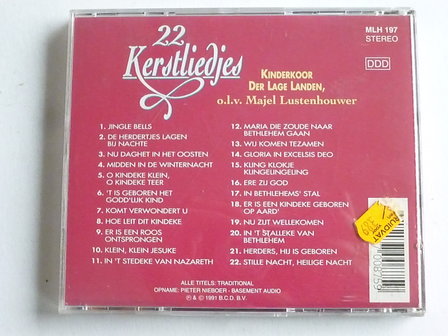 22
Kerstliedjes
MLH 197
STEREO
DDD
KINDERKOOR
DER LAGE LANDEN,
o.l.v. Majel Lustenhouwer
1. JINGLE BELLS
2. DE HERDERTJES LAGEN
BIJ NACHTE
3. NU DAGHET IN HET OOSTEN
4. MIDDEN IN DE WINTERNACHT
5. O KINDEKE KLEIN,
O KINDEKE TEER
6. 'T IS GEBOREN HET
GODD'LIJK KIND
7. KOMT VERWONDERT U
8. HOE LEIT DIT KINDEKE
9. ER IS EEN ROOS
ONTSPRONGEN
10. KLEIN, KLEIN JESUKE
11. IN 'T STEDEKE VAN NAZARETH
12. MARIA DIE ZOUDE NAAR
BETHLEHEM GAAN
13. WIJ KOMEN TEZAMEN
14. GLORIA IN EXCELSIS DEO
15. KLING KLOKJE
KLINGELINGELING
16. ERE ZIJ GOD
17. IN BETHELHEMS' STAL
18. ER IS EEN KINDEKE GEBOREN
OP AARD'
19. NU ZIJT WELLEKOMEN
20. IN 'T STALLEKE VAN
BETHLEHEM
21. HERDERS, HIJ IS GEBOREN
22. STILLE NACHT, HEILIGE NACHT
ALLE TITELS: TRADITIONAL
OPNAME: PIETER NIEBOER - BASEMENT AUDIO
℗ & © 1991 B.C.D. B.V.